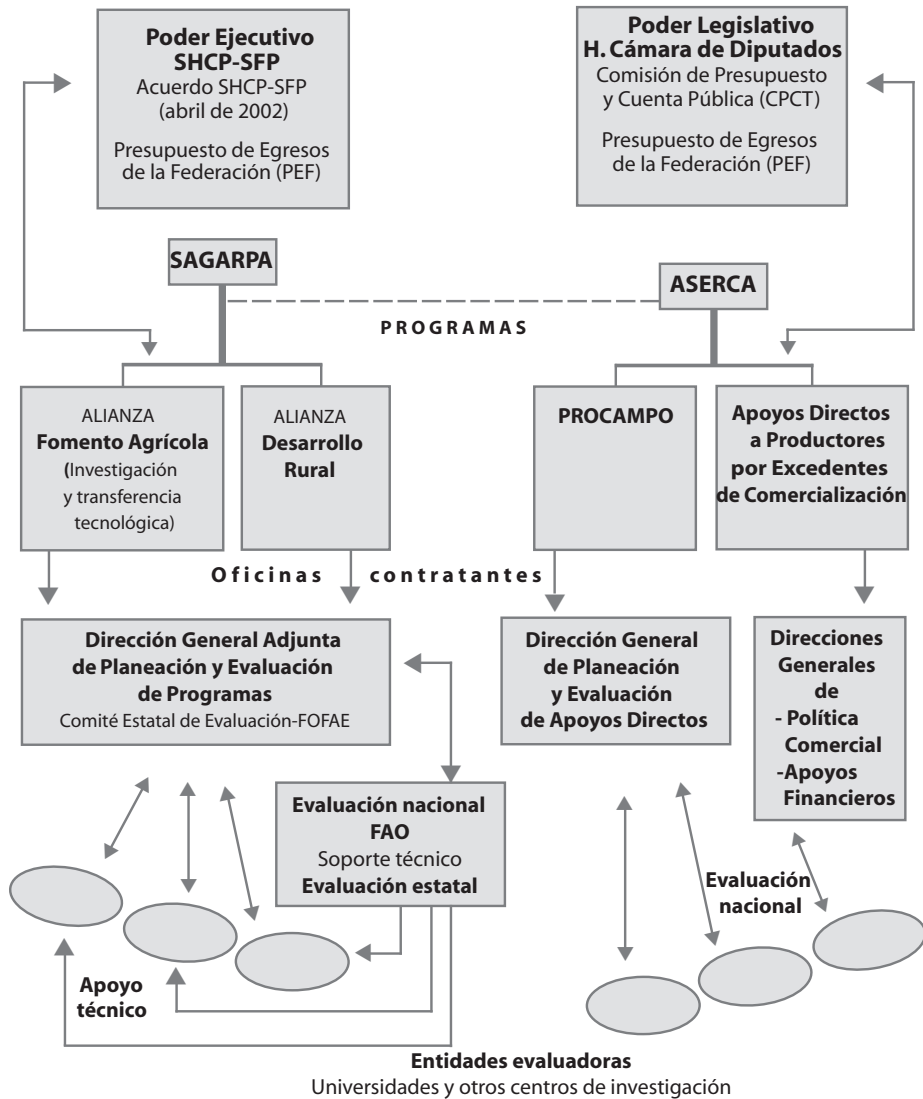 Poder Ejecutivo
SHCP-SFP
Acuerdo SHCP-SFP
(abril de 2002)
Presupuesto de Egresos
de la Federación (PEF)
Poder Legislativo
H. Cámara de Diputados
Comisión de Presupuesto
y Cuenta Pública (CPCT)
Presupuesto de Egresos
de la Federación (PEF)
SAGARPA
ASERCA
PROGRAMAS
ALIANZA
Fomento Agrícola
(Investigación
y transferencia
tecnológica)
ALIANZA
Desarrollo
Rural
PROCAMPO
Apoyos Directos
a Productores
por Excedentes
de Comercialización
Oficinas contratantes
Dirección General Adjunta
de Planeación y Evaluación
de Programas
Comité Estatal de Evaluación-FOFAE
Dirección General
de Planeación
y Evaluación
de Apoyos Directos
Direcciones
Generales
de
- Política
Comercial
-Apoyos
Financieros
Evaluación nacional
FAO
Soporte técnico
Evaluación estatal
Evaluación
nacional
Apoyo
técnico
Entidades evaluadoras
Universidades y otros centros de investigación